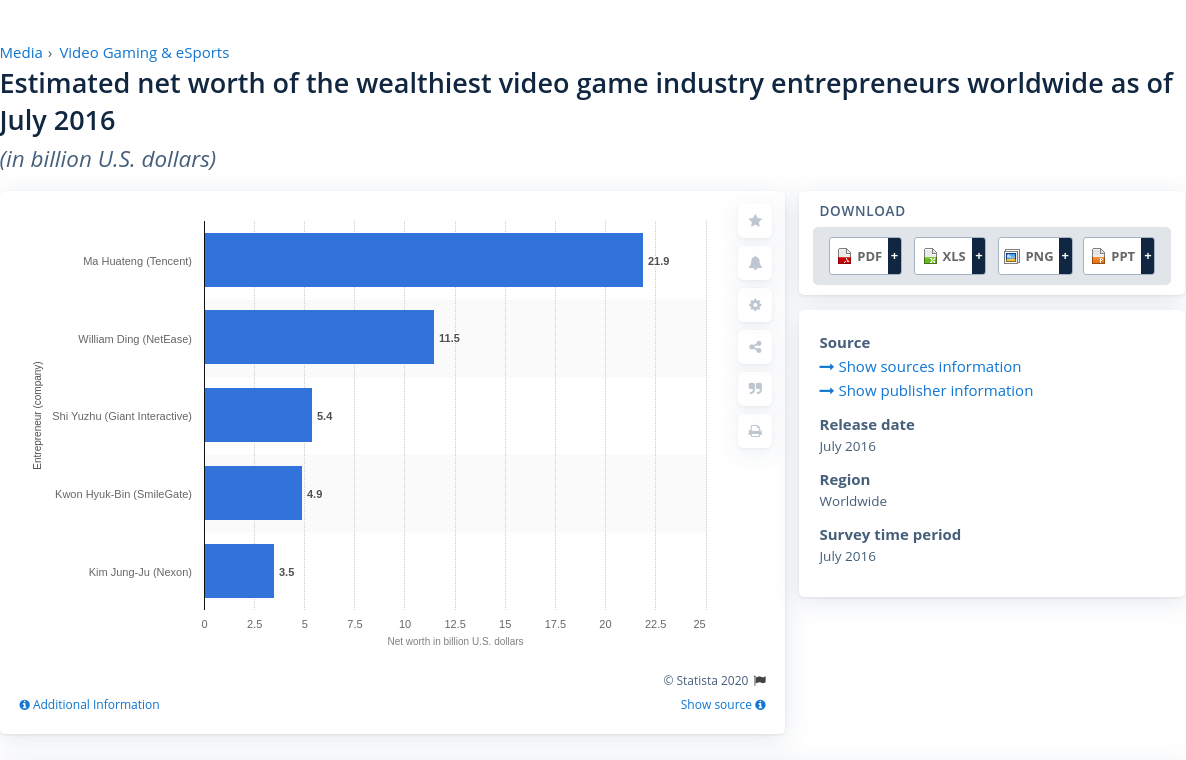 Media › Video Gaming & eSports
Estimated net worth of the wealthiest video game industry entrepreneurs worldwide as of
July 2016
(in billion U.S. dollars)
Entrepreneur (company)
Ma Huateng (Tencent) 21.9
William Ding (NetEase) 11.5
Shi Yuzhu (Giant Interactive) 5.4
Kwon Hyuk-Bin (SmileGate) 4.9
Kim Jung-Ju (Nexon) 3.5
0 2.5 5 7.5 10 12.5 15 17.5 20 22.5 25
Net worth in billion U.S. dollars
© Statista 2020
Additional Information
Show source
DOWNLOAD
PDF + XLS + PNG + PPT +
Source
Show sources information
Show publisher information
Release date
July 2016
Region
Worldwide
Survey time period
July 2016